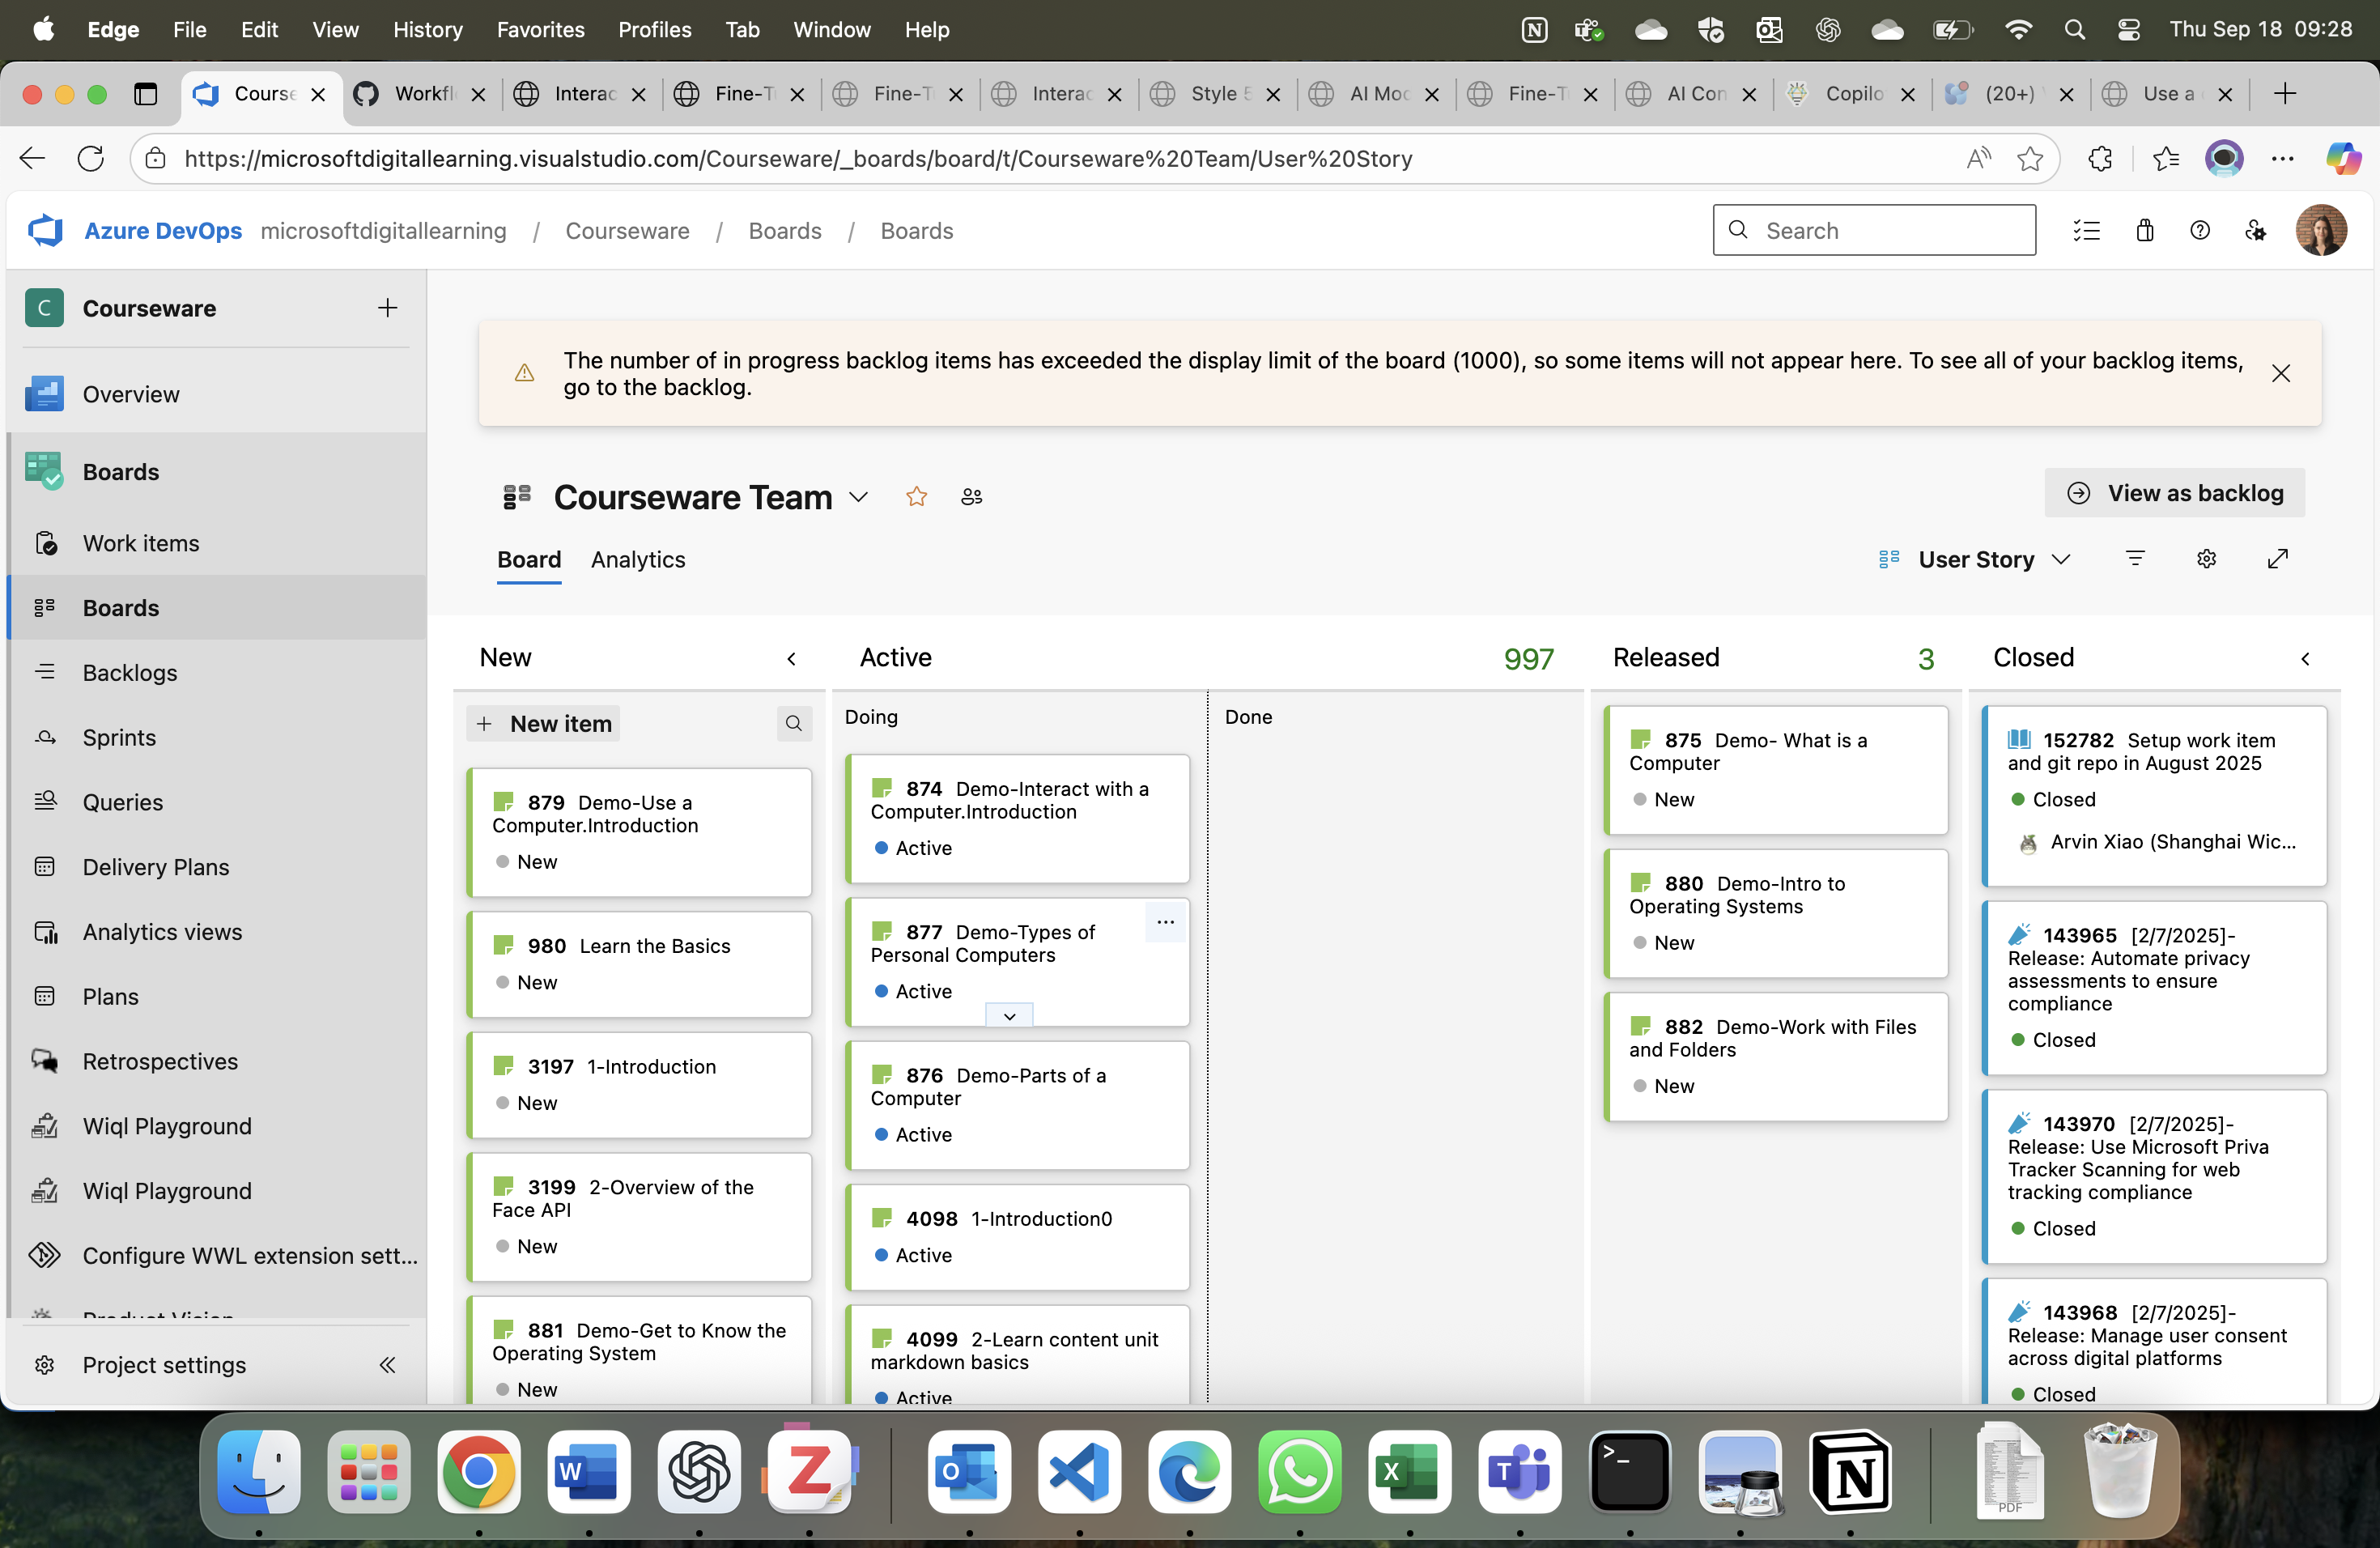 Edge File Edit View History Favorites Profiles Tab Window Help Thu Sep 18 09:28
Course Workfl Interac Fine-T Fine-T Interac Style 5 AI Moc Fine-T AI Con Copilo (20+) Use a
https://microsoftdigitallearning.visualstudio.com/Courseware/_boards/board/t/Courseware%20Team/User%20Story
Azure DevOps microsoftdigitallearning / Courseware / Boards / Boards
Search
C Courseware
Overview
Boards
Work items
Boards
Backlogs
Sprints
Queries
Delivery Plans
Analytics views
Plans
Retrospectives
Wiql Playground
Wiql Playground
Configure WWL extension sett...
Product Vision
Project settings
The number of in progress backlog items has exceeded the display limit of the board (1000), so some items will not appear here. To see all of your backlog items,
go to the backlog.
Courseware Team
View as backlog
Board Analytics
User Story
New
New item
879 Demo-Use a
Computer.Introduction
New
980 Learn the Basics
New
3197 1-Introduction
New
3199 2-Overview of the
Face API
New
881 Demo-Get to Know the
Operating System
New
Active 997
Doing
874 Demo-Interact with a
Computer.Introduction
Active
877 Demo-Types of
Personal Computers
Active
876 Demo-Parts of a
Computer
Active
4098 1-Introduction0
Active
4099 2-Learn content unit
markdown basics
Active
Done
Released 3
875 Demo- What is a
Computer
New
880 Demo-Intro to
Operating Systems
New
882 Demo-Work with Files
and Folders
New
Closed
152782 Setup work item
and git repo in August 2025
Closed
Arvin Xiao (Shanghai Wic...
143965 [2/7/2025]-
Release: Automate privacy
assessments to ensure
compliance
Closed
143970 [2/7/2025]-
Release: Use Microsoft Priva
Tracker Scanning for web
tracking compliance
Closed
143968 [2/7/2025]-
Release: Manage user consent
across digital platforms
Closed
PDF